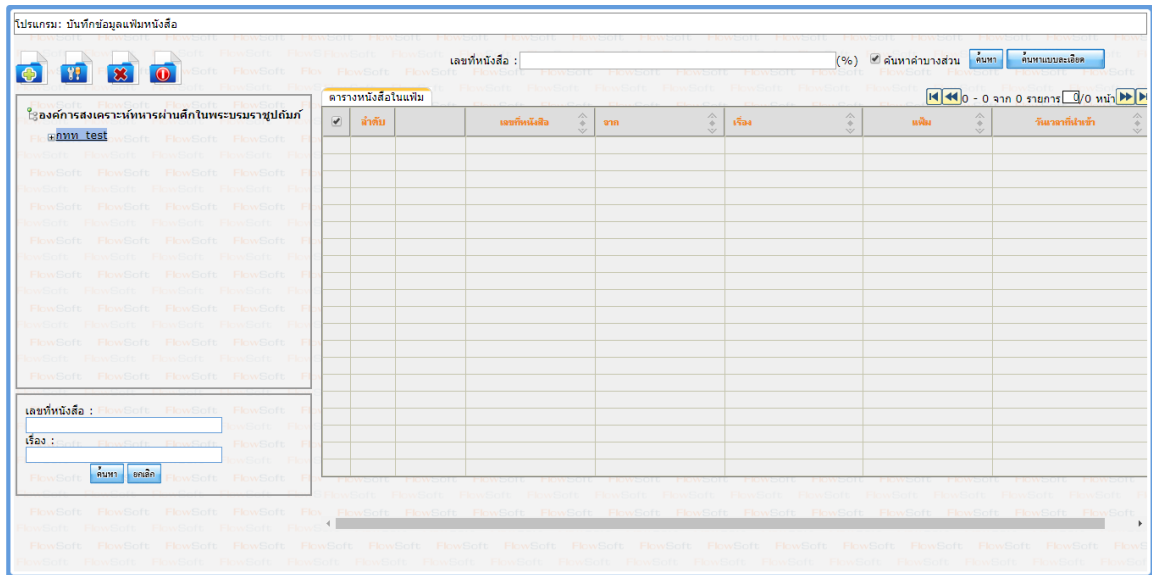 โปรแกรม: บันทึกข้อมูลแฟ้มหนังสือ
เลขที่หนังสือ : (%) ค้นหาคำบางส่วน ค้นหา ค้นหาแบบละเอียด
ตารางหนังสือในแฟ้ม 0 - 0 จาก 0 รายการ 0/0 หน้า
องค์การสงเคราะห์ทหารผ่านศึกในพระบรมราชูปถัมภ์
ลำดับ เลขที่หนังสือ จาก เรื่อง แฟ้ม วันเวลาที่นำเข้า
กทท test
เลขที่หนังสือ :
เรื่อง :
ค้นหา ยกเลิก
FlowSoft FlowSoft FlowSoft